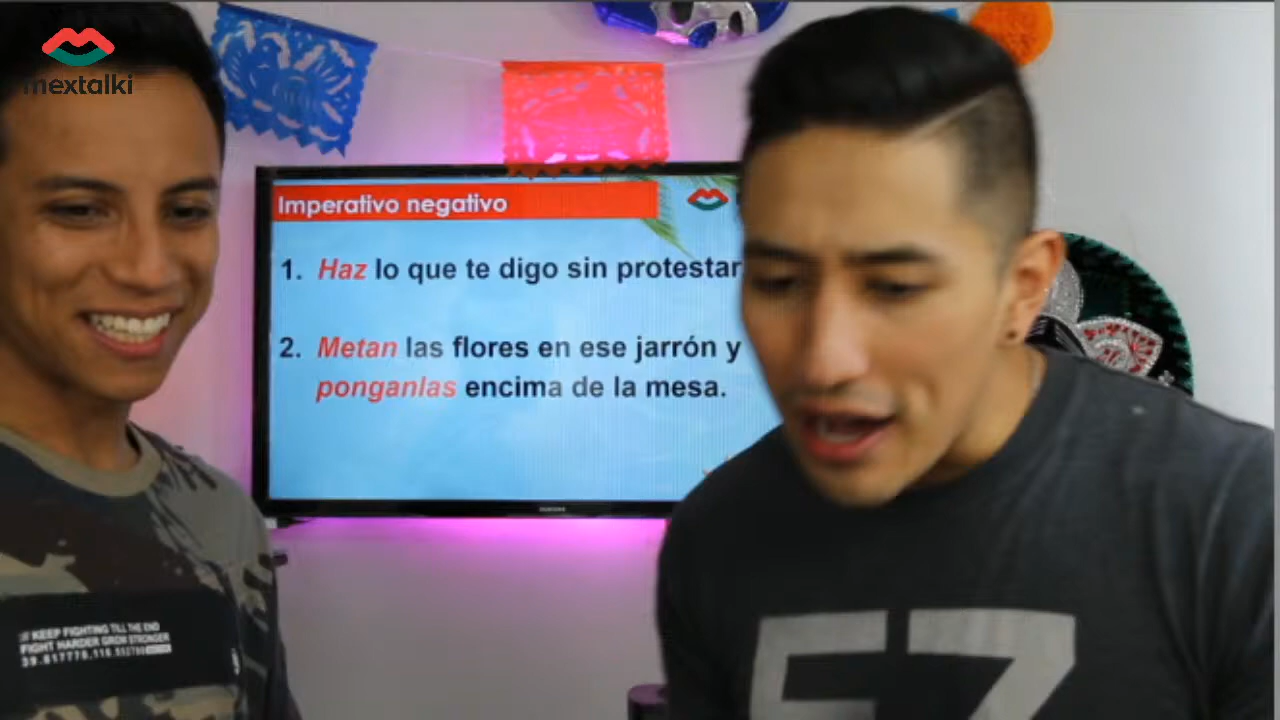 mextalki
Imperativo negativo
1. Haz lo que te digo sin protestar
2. Metan las flores en ese jarrón y
ponganlas encima de la mesa.
KEEP FIGHTING TILL THE END
FIGHT HARDER GROW STRONGER
57